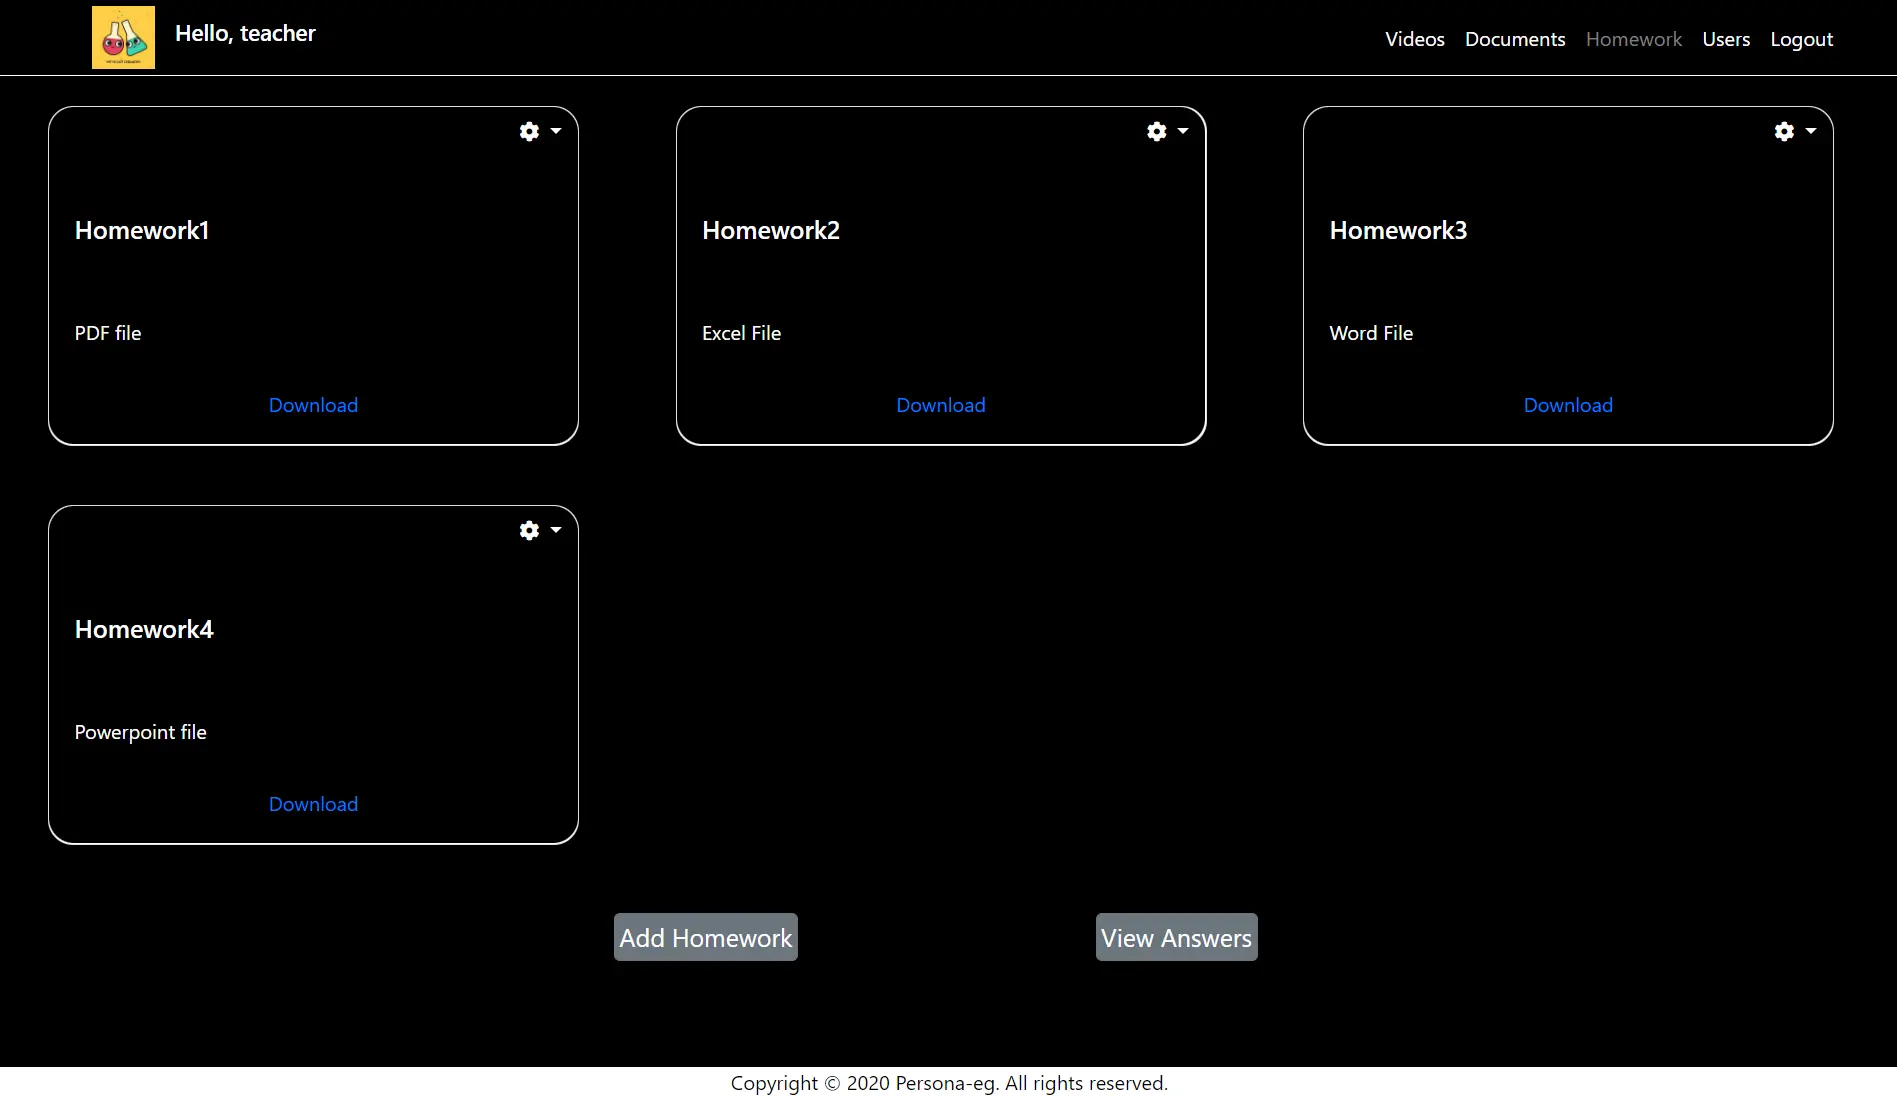 Hello, teacher
Videos Documents Homework Users Logout
Homework1
PDF file
Download
Homework2
Excel File
Download
Homework3
Word File
Download
Homework4
Powerpoint file
Download
Add Homework
View Answers
Copyright © 2020 Persona-eg. All rights reserved.